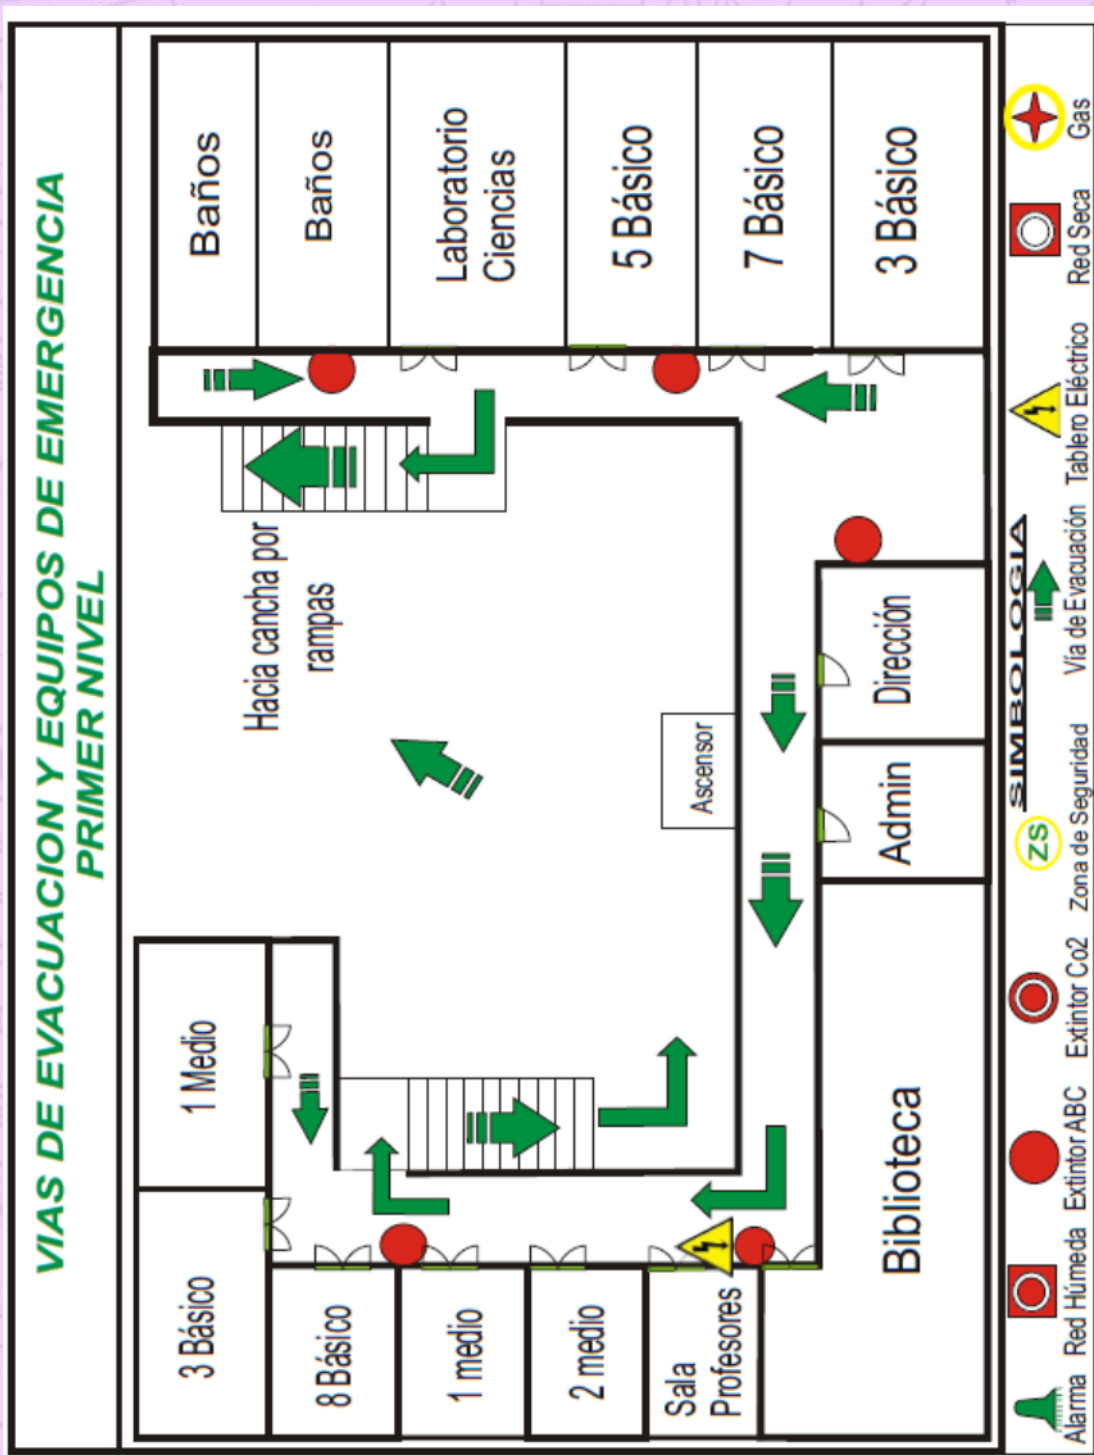 VIAS DE EVACUACION Y EQUIPOS DE EMERGENCIA
PRIMER NIVEL
3 Básico
1 Medio
Hacia cancha por
rampas
Baños
Baños
Laboratorio
Ciencias
5 Básico
7 Básico
3 Básico
8 Básico
1 medio
2 medio
Sala
Profesores
Biblioteca
Ascensor
Admin
Dirección
SIMBOLOGIA
ZS
Alarma
Red Húmeda
Extintor ABC
Extintor Co2
Zona de Seguridad
Vía de Evacuación
Tablero Eléctrico
Red Seca
Gas